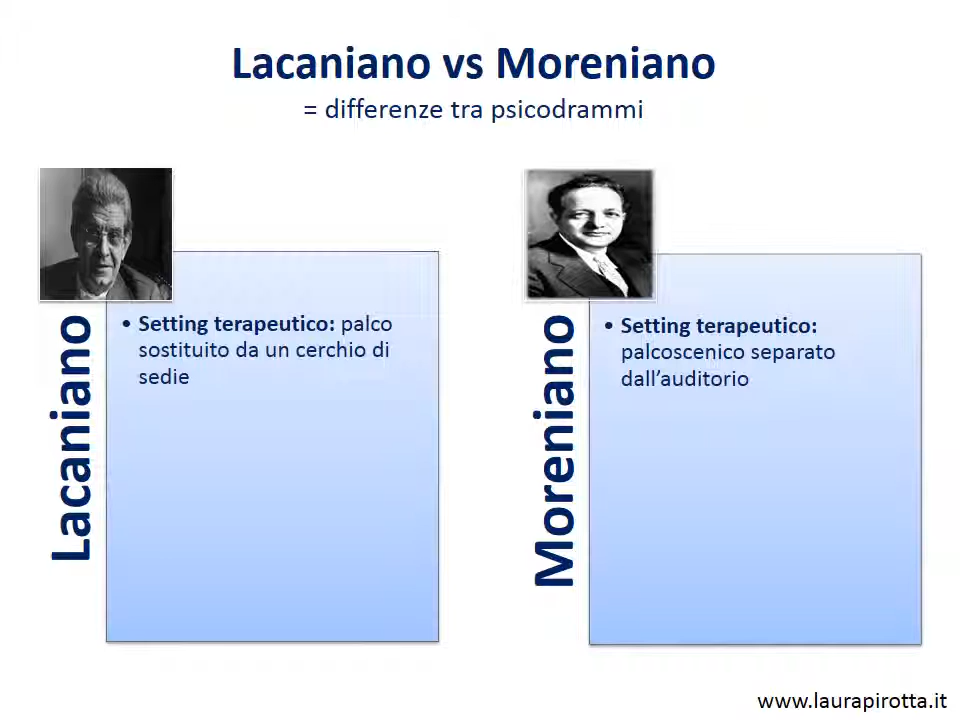 Lacaniano vs Moreniano
= differenze tra psicodrammi
Lacaniano
• Setting terapeutico: palco
sostituito da un cerchio di
sedie
Moreniano
• Setting terapeutico:
palcoscenico separato
dall’auditorio
www.laurapirotta.it